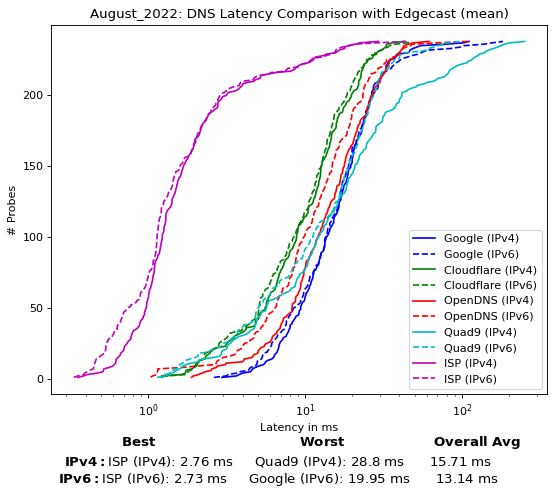 August_2022: DNS Latency Comparison with Edgecast (mean)
# Probes
200
150
100
50
0
Google (IPv4)
Google (IPv6)
Cloudflare (IPv4)
Cloudflare (IPv6)
OpenDNS (IPv4)
OpenDNS (IPv6)
Quad9 (IPv4)
Quad9 (IPv6)
ISP (IPv4)
ISP (IPv6)
10⁰ 10¹ 10²
Latency in ms
Best Worst Overall Avg
IPv4: ISP (IPv4): 2.76 ms Quad9 (IPv4): 28.8 ms 15.71 ms
IPv6: ISP (IPv6): 2.73 ms Google (IPv6): 19.95 ms 13.14 ms